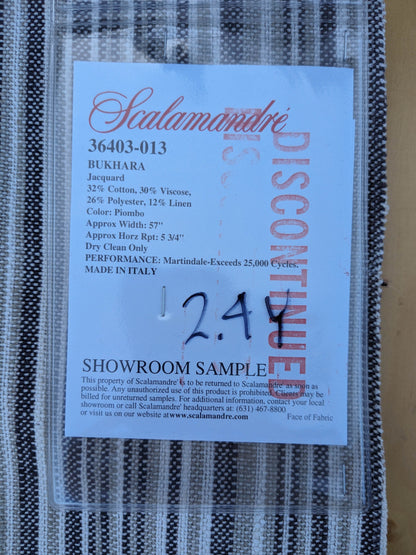 Scalamandré
36403-013
BUKHARA
Jacquard
32% Cotton, 30% Viscose,
26% Polyester, 12% Linen
Color: Piombo
Approx Width: 57"
Approx Horz Rpt: 5 3/4"
Dry Clean Only
PERFORMANCE: Martindale-Exceeds 25,000 Cycles.
MADE IN ITALY
DISCONTINUED
2.4Y
SHOWROOM SAMPLE
This property of Scalamandre' is to be returned to Scalamandre' as soon as
possible. Any unauthorized use of this product is prohibited. Clients may be
billed for unreturned samples. For additional information, contact your local
showroom or call Scalamandre' headquarters at: (631) 467-8800
or visit us on our website at www.scalamandre.com
Face of Fabric